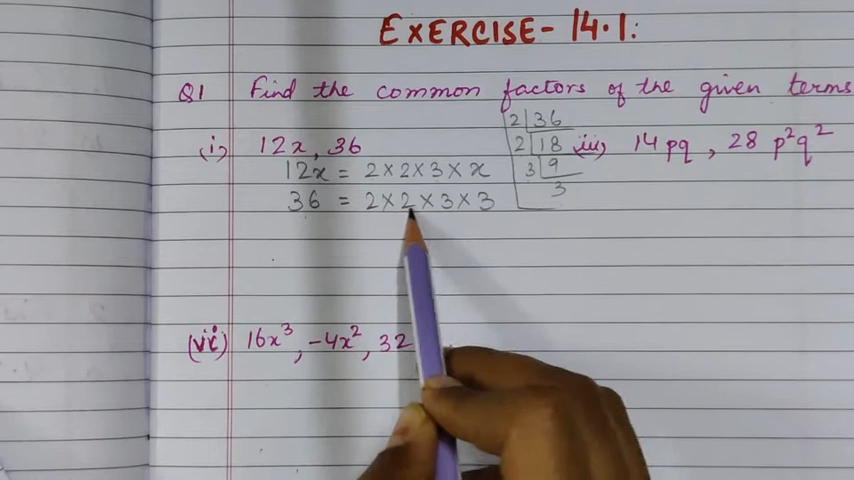 EXERCISE- 14.1:
Q1 Find the common factors of the given terms
(i) 12x, 36
12x = 2×2×3×x
36 = 2×2×3×3
2 | 36
2 | 18
3 | 9
3
iii) 14pq, 28 p²q²
(vi) 16x³, -4x², 32